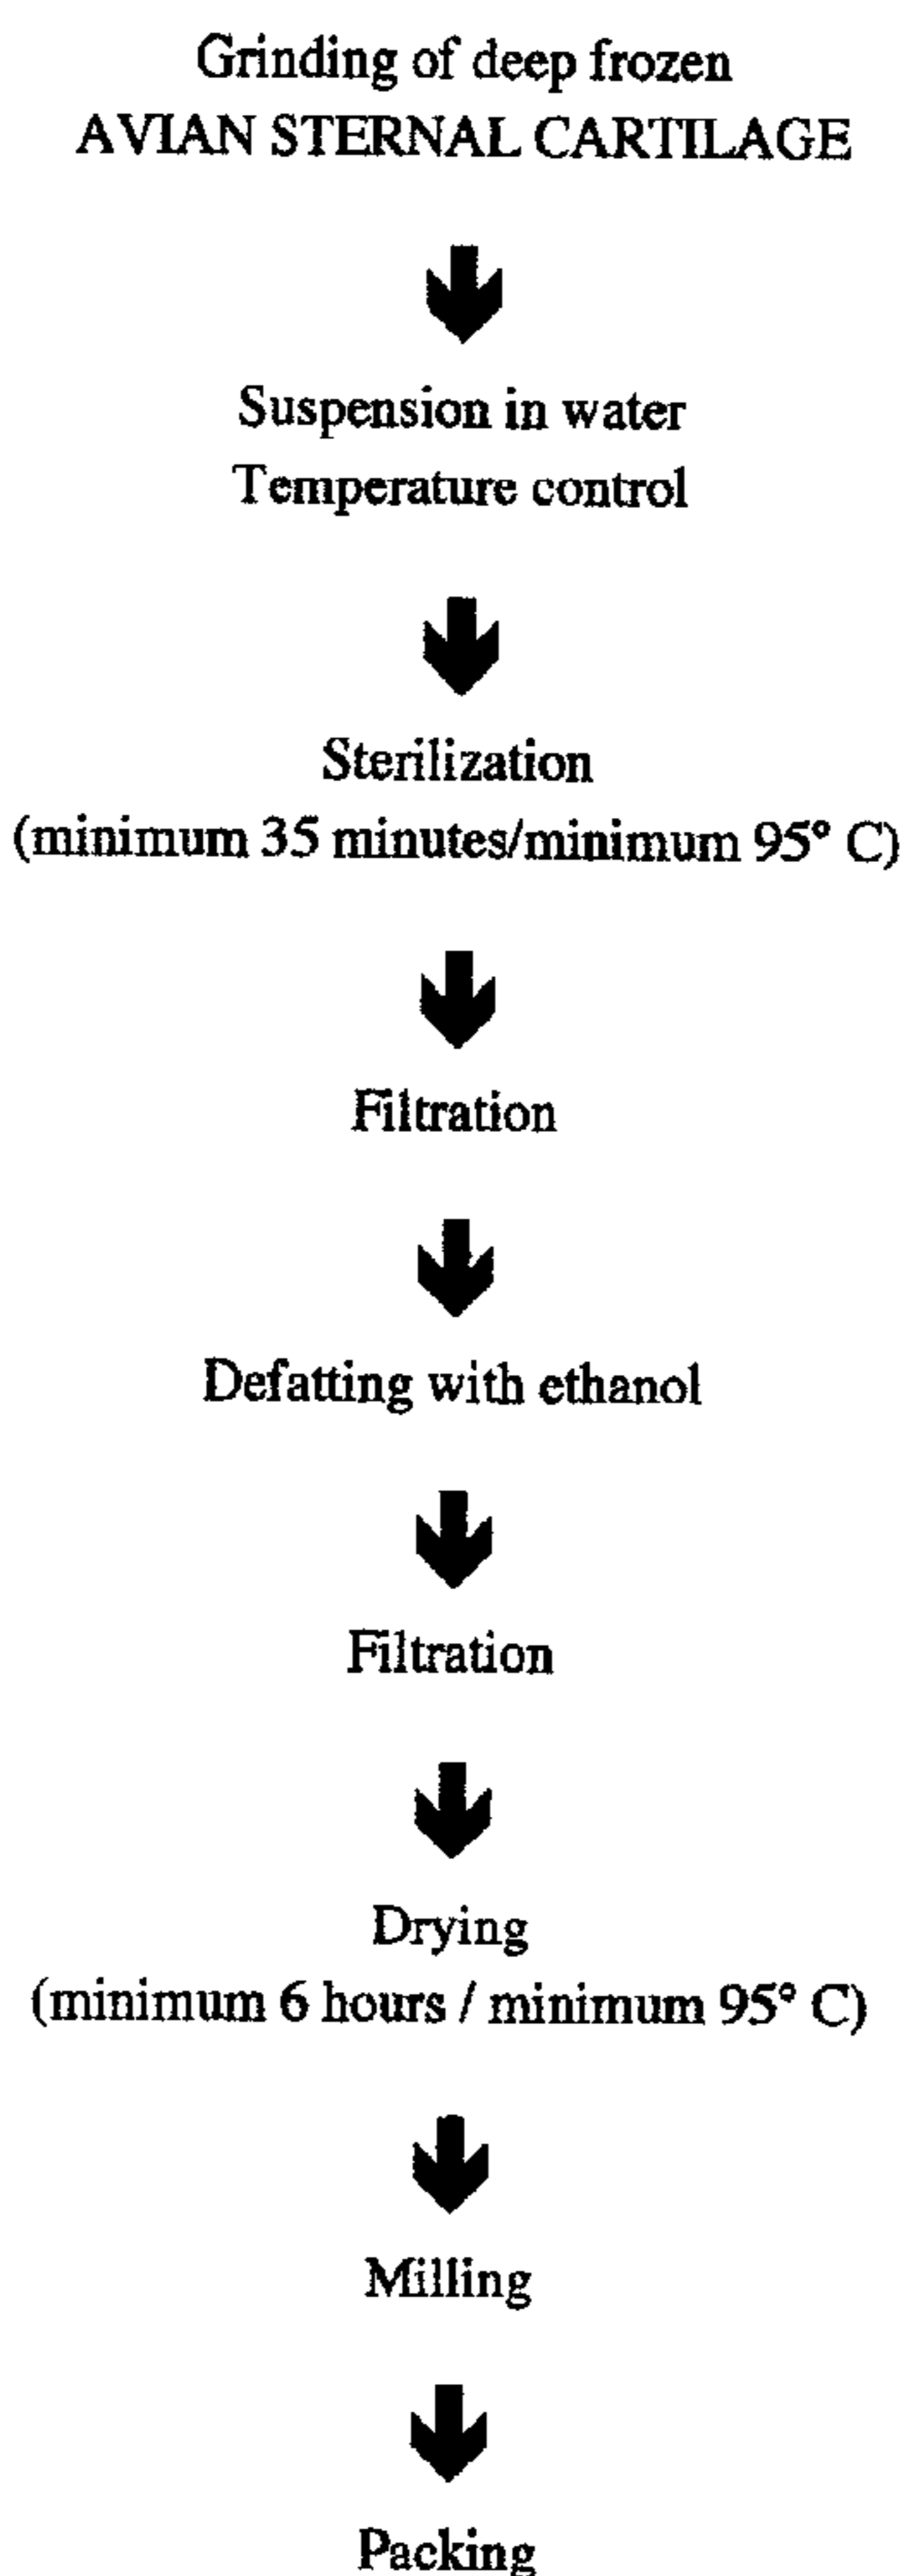 Grinding of deep frozen
AVIAN STERNAL CARTILAGE
Suspension in water
Temperature control
Sterilization
(minimum 35 minutes/minimum 95° C)
Filtration
Defatting with ethanol
Filtration
Drying
(minimum 6 hours / minimum 95° C)
Milling
Packing